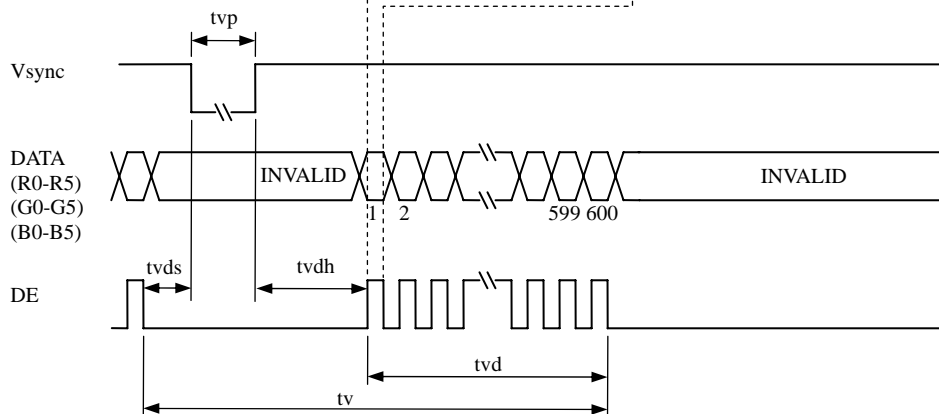 tvp
Vsync
DATA
(R0-R5)
(G0-G5)
(B0-B5)
INVALID
INVALID
1
2
599
600
tvds
tvdh
DE
tvd
tv